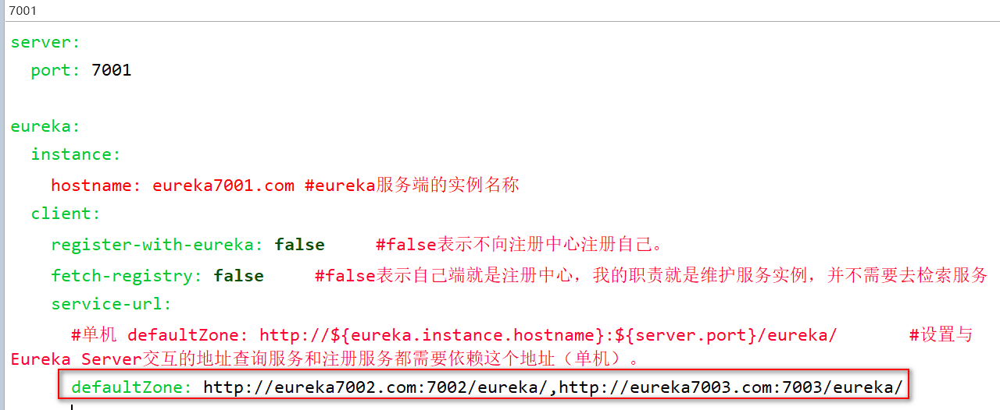 7001
server:
  port: 7001
eureka:
  instance:
    hostname: eureka7001.com #eureka服务端的实例名称
  client:
    register-with-eureka: false     #false表示不向注册中心注册自己。
    fetch-registry: false     #false表示自己端就是注册中心，我的职责就是维护服务实例，并不需要去检索服务
    service-url:
      #单机 defaultZone: http://${eureka.instance.hostname}:${server.port}/eureka/       #设置与
Eureka Server交互的地址查询服务和注册服务都需要依赖这个地址（单机）。
      defaultZone: http://eureka7002.com:7002/eureka/,http://eureka7003.com:7003/eureka/